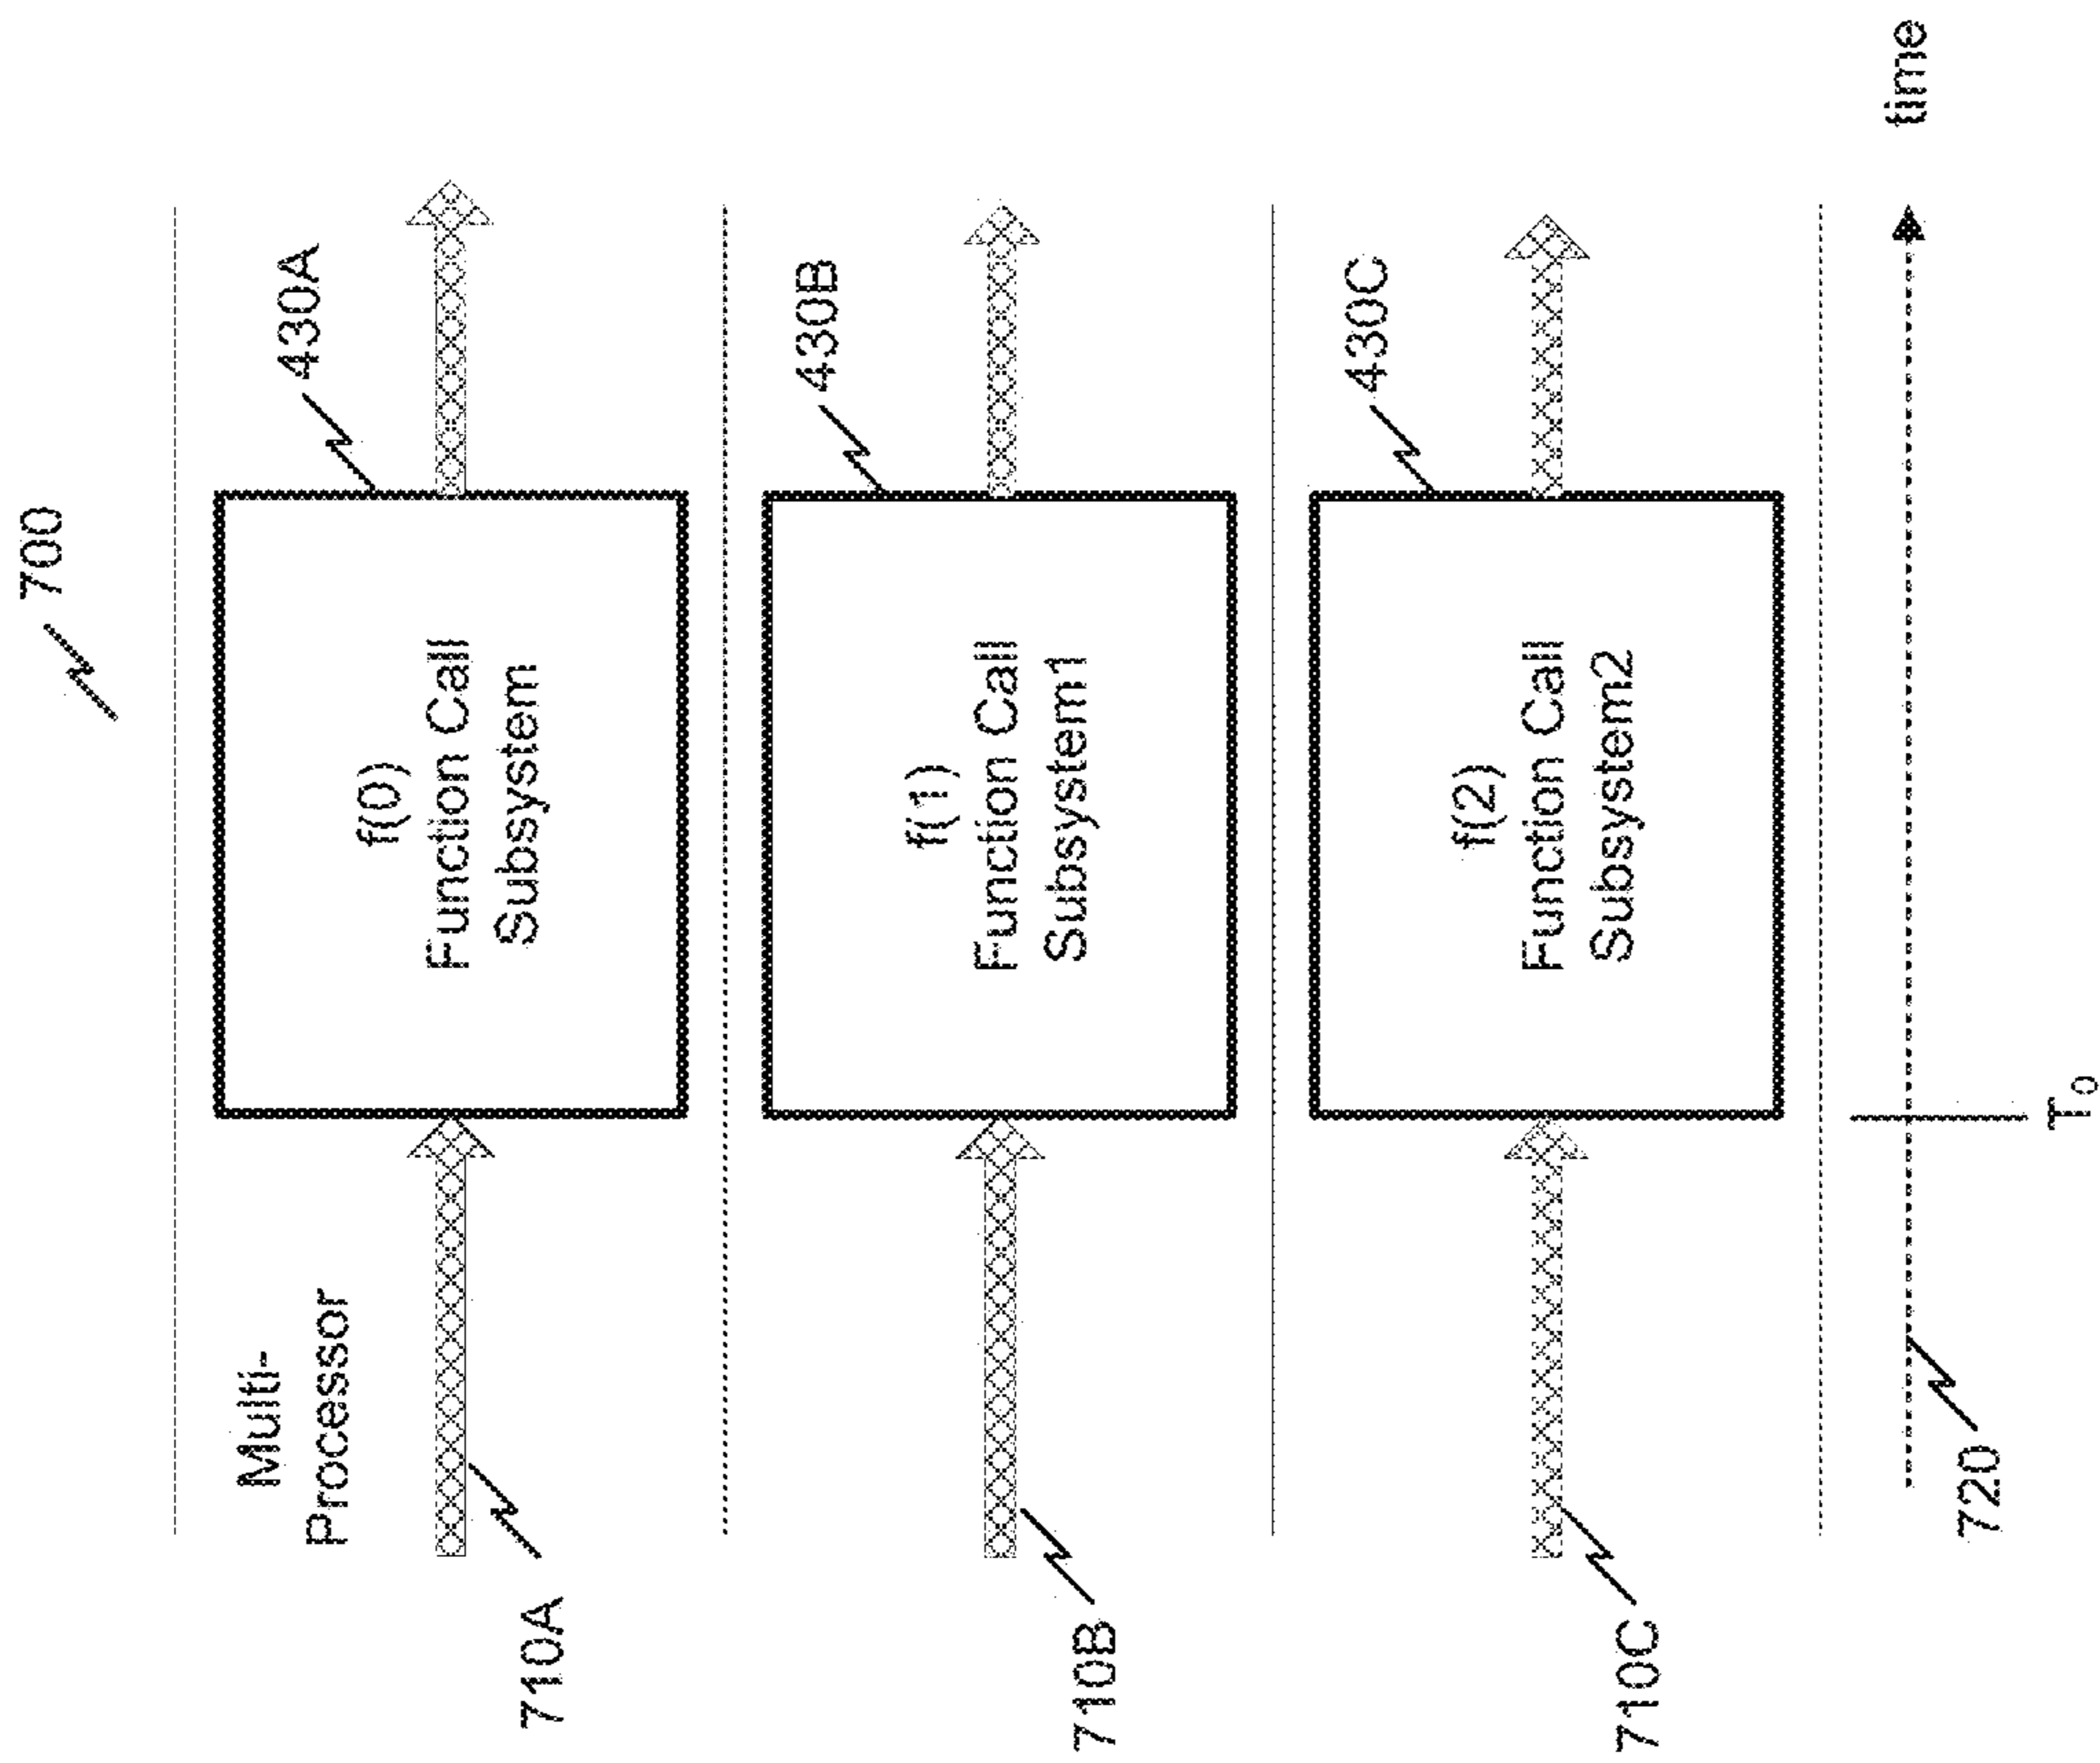 700
Multi-
Processor
430A
f(0)
Function Call
Subsystem
710A
430B
f(1)
Function Call
Subsystem1
710B
430C
f(2)
Function Call
Subsystem2
710C
time
720
T0